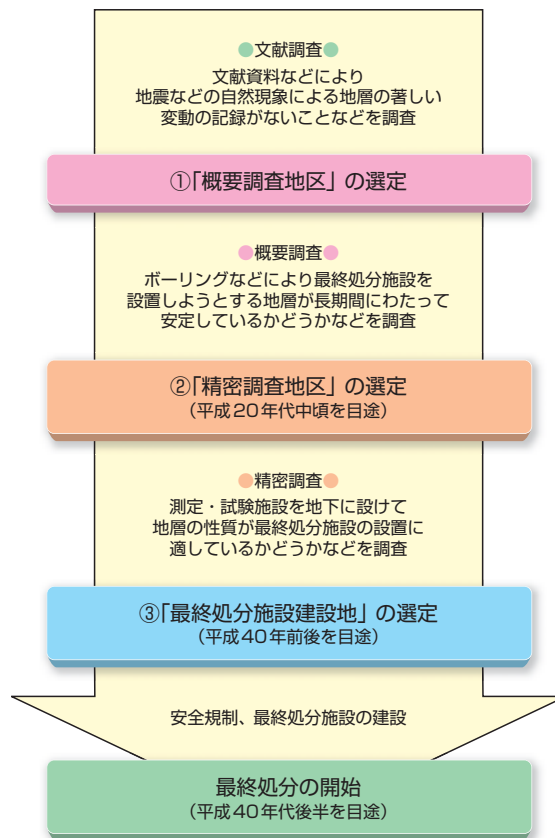 ●文献調査●
文献資料などにより
地震などの自然現象による地層の著しい
変動の記録がないことなどを調査
①「概要調査地区」の選定
●概要調査●
ボーリングなどにより最終処分施設を
設置しようとする地層が長期間にわたって
安定しているかどうかなどを調査
②「精密調査地区」の選定
(平成20年代中頃を目途)
●精密調査●
測定・試験施設を地下に設けて
地層の性質が最終処分施設の設置に
適しているかどうかなどを調査
③「最終処分施設建設地」の選定
(平成40年前後を目途)
安全規制、最終処分施設の建設
最終処分の開始
(平成40年代後半を目途)